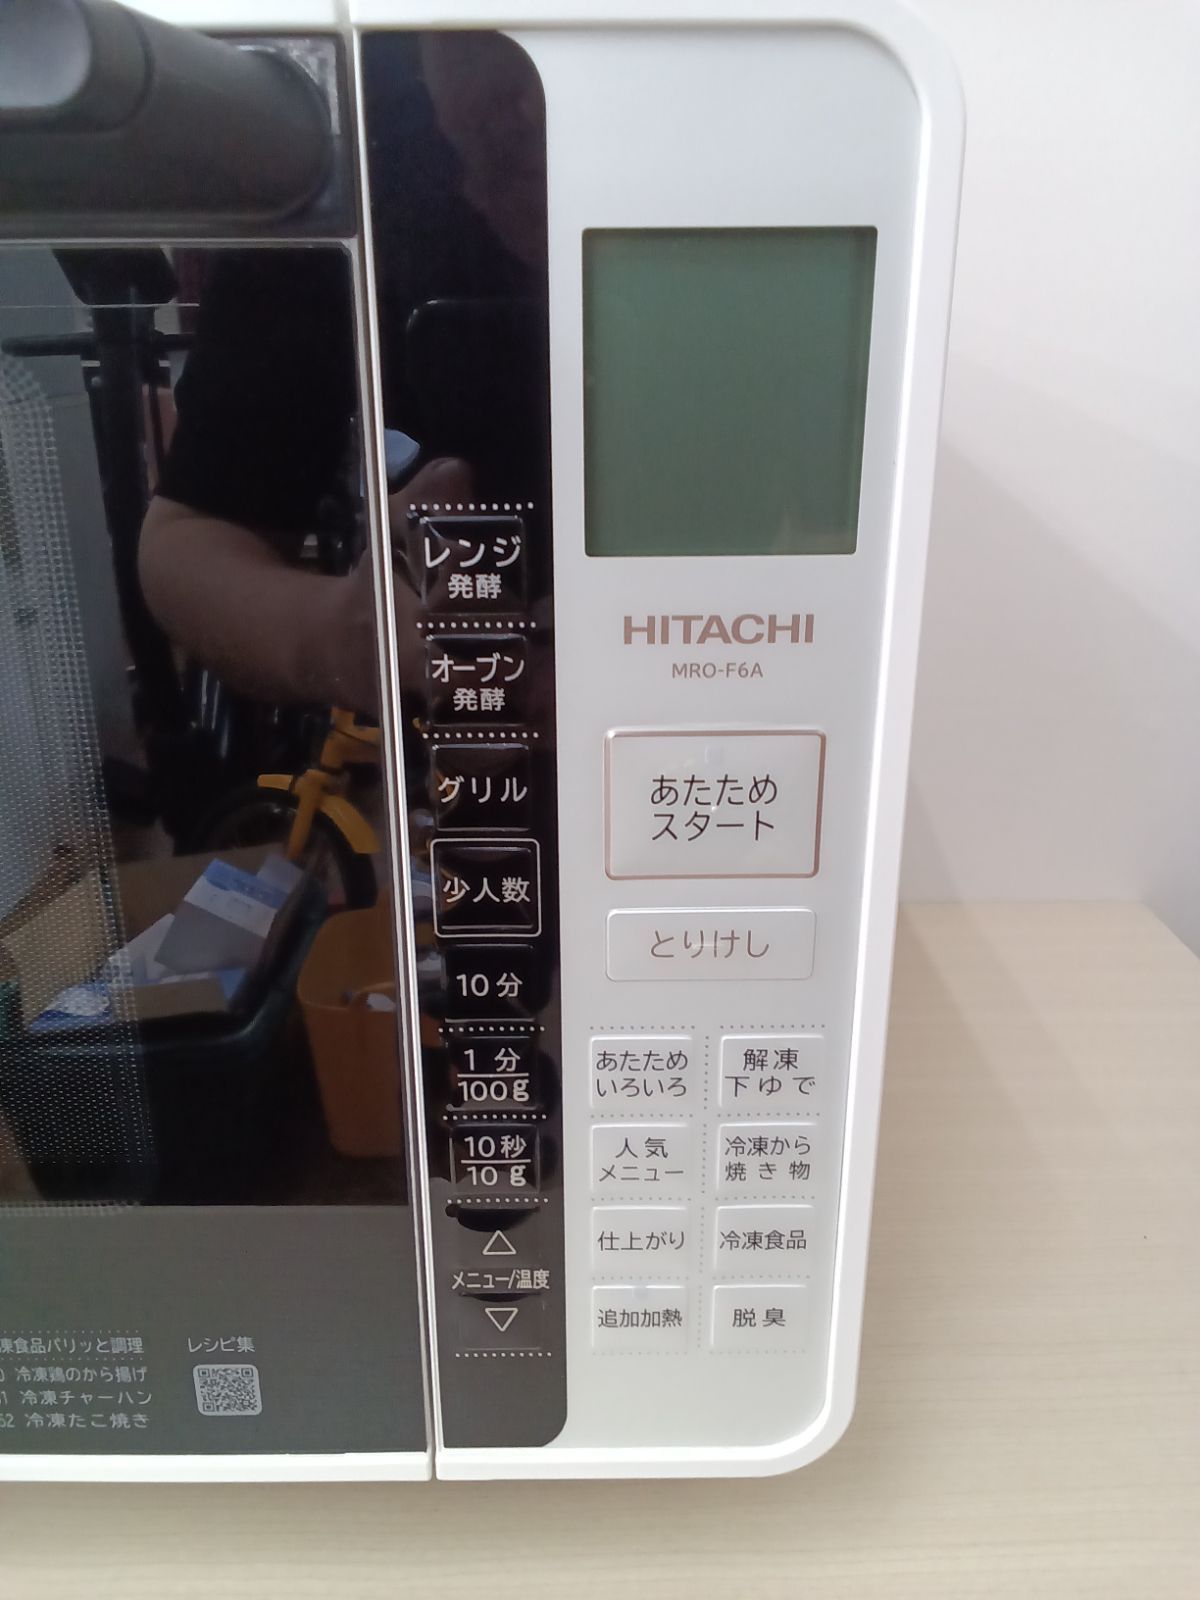 レンジ
発酵
オーブン
発酵
グリル
少人数
10分
1分
100g
10秒
10g
△
メニュー/温度
▽
HITACHI
MRO-F6A
あたため
スタート
とりけし
あたため
いろいろ
解凍
下ゆで
人気
メニュー
冷凍から
焼き物
仕上がり
冷凍食品
追加加熱
脱臭
凍食品パリッと調理
冷凍鶏のから揚げ
冷凍チャーハン
62 冷凍たこ焼き
レシピ集